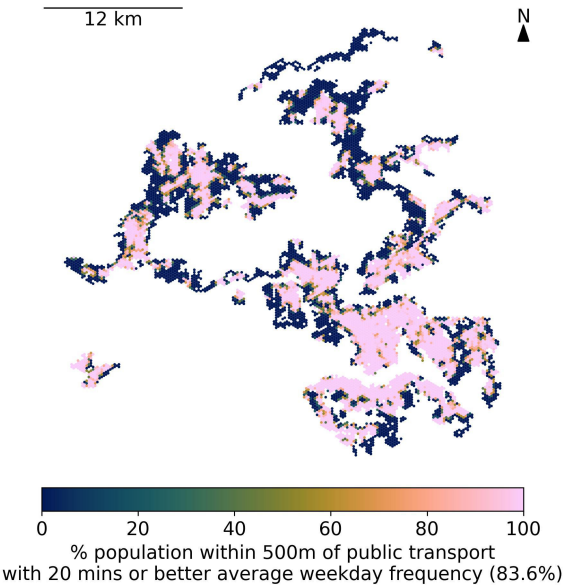 12 km
N
0 20 40 60 80 100
% population within 500m of public transport
with 20 mins or better average weekday frequency (83.6%)